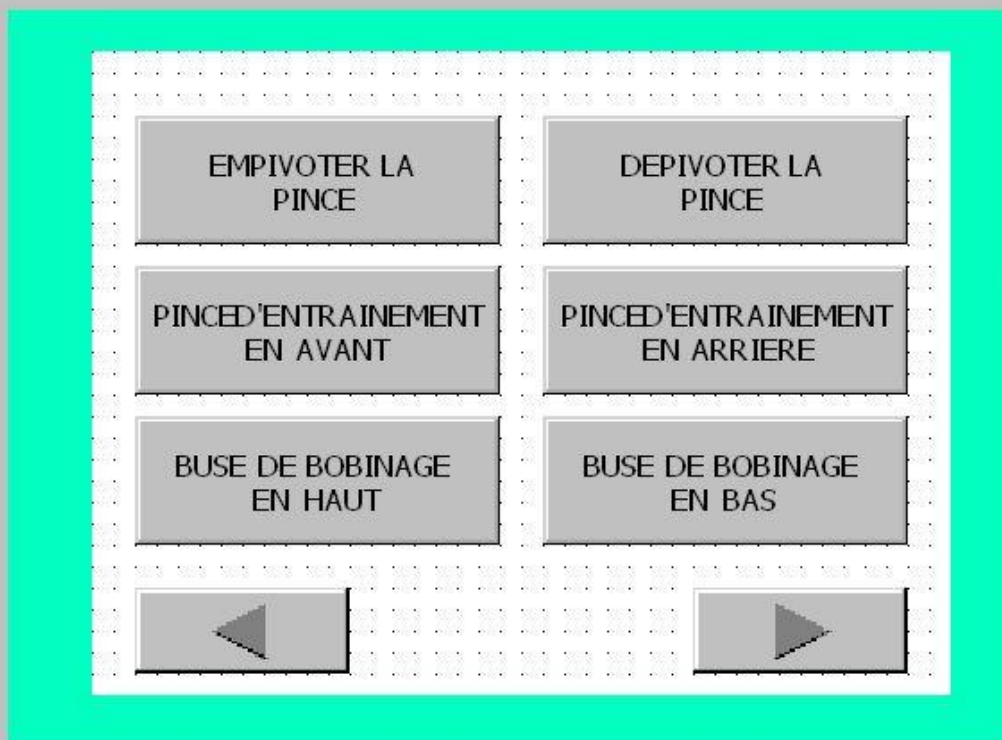 EMPIVOTER LA
PINCE
DEPIVOTER LA
PINCE
PINCED'ENTRAINEMENT
EN AVANT
PINCED'ENTRAINEMENT
EN ARRIERE
BUSE DE BOBINAGE
EN HAUT
BUSE DE BOBINAGE
EN BAS